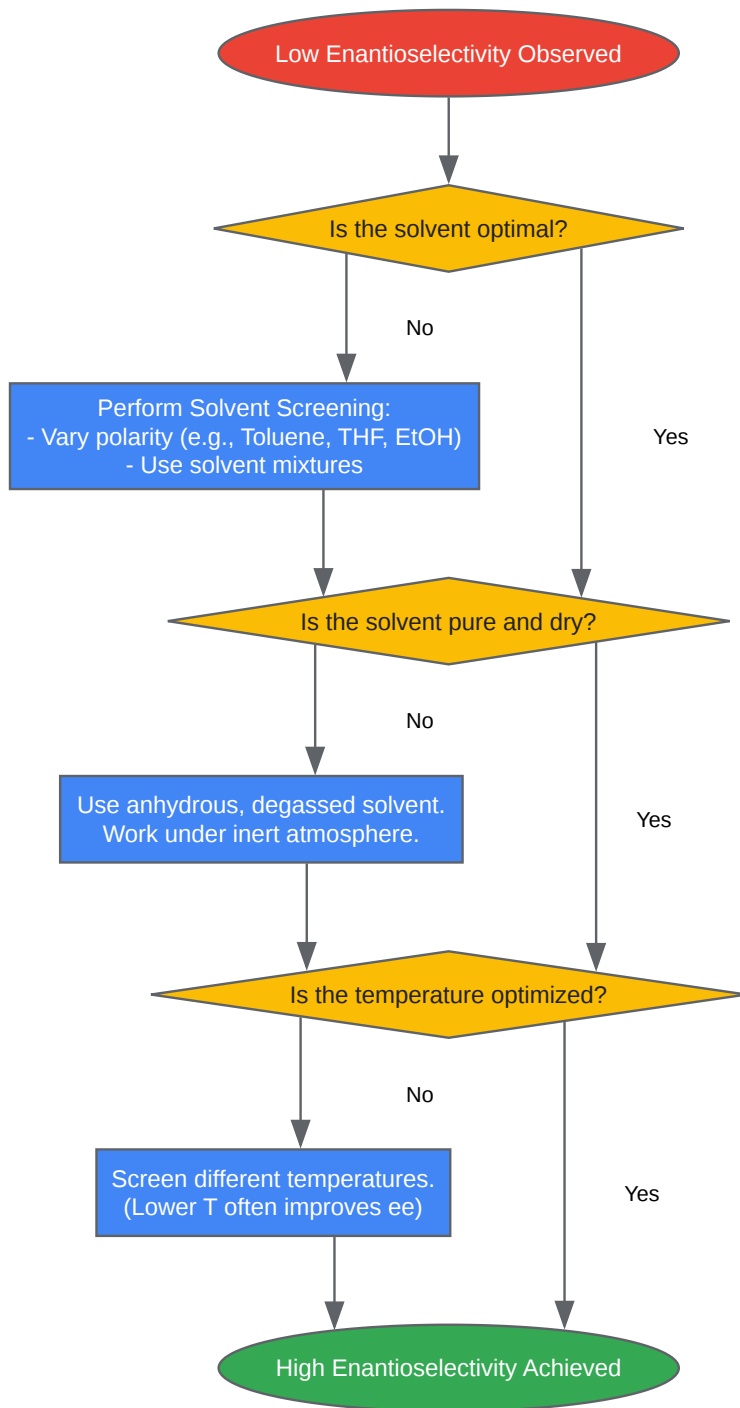 Low Enantioselectivity Observed
Is the solvent optimal?
No
Perform Solvent Screening:
- Vary polarity (e.g., Toluene, THF, EtOH)
- Use solvent mixtures
Yes
Is the solvent pure and dry?
No
Use anhydrous, degassed solvent.
Work under inert atmosphere.
Yes
Is the temperature optimized?
No
Screen different temperatures.
(Lower T often improves ee)
Yes
High Enantioselectivity Achieved